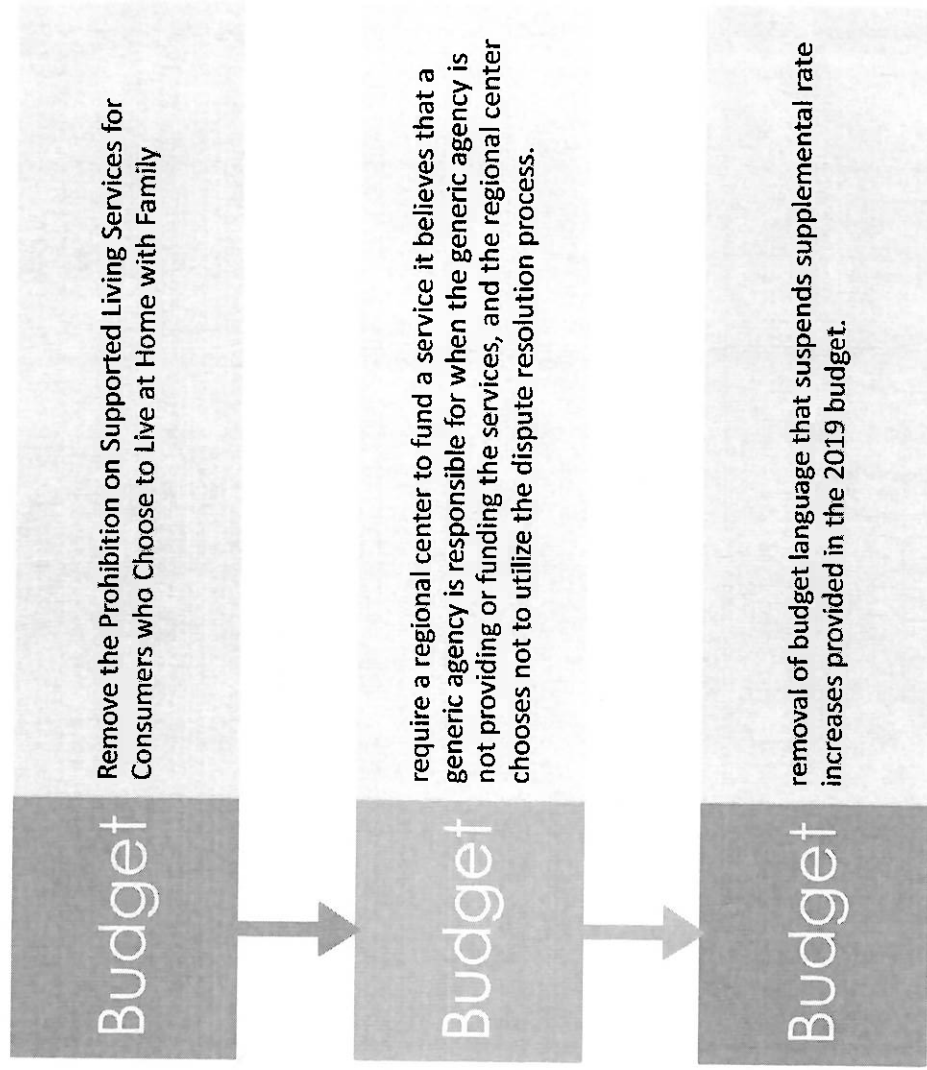 Budget
Remove the Prohibition on Supported Living Services for
Consumers who Choose to Live at Home with Family
Budget
require a regional center to fund a service it believes that a
generic agency is responsible for when the generic agency is
not providing or funding the services, and the regional center
chooses not to utilize the dispute resolution process.
Budget
removal of budget language that suspends supplemental rate
increases provided in the 2019 budget.